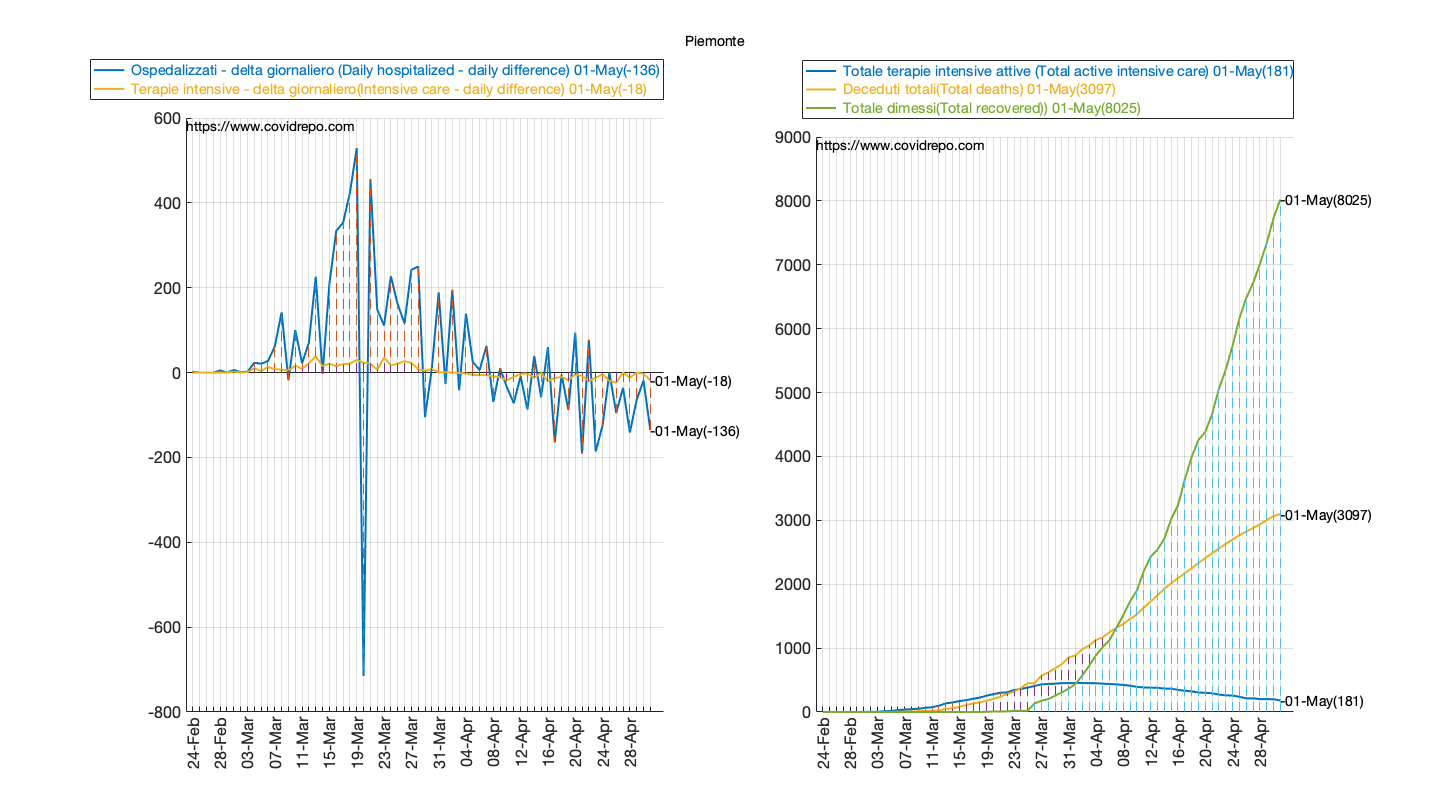 Piemonte
Ospedalizzati - delta giornaliero (Daily hospitalized - daily difference) 01-May(-136)
Terapie intensive - delta giornaliero(Intensive care - daily difference) 01-May(-18)
https://www.covidrepo.com
600
400
200
0
-200
-400
-600
-800
01-May(-18)
01-May(-136)
24-Feb
28-Feb
03-Mar
07-Mar
11-Mar
15-Mar
19-Mar
23-Mar
27-Mar
31-Mar
04-Apr
08-Apr
12-Apr
16-Apr
20-Apr
24-Apr
28-Apr
Totale terapie intensive attive (Total active intensive care) 01-May(181)
Deceduti totali(Total deaths) 01-May(3097)
Totale dimessi(Total recovered)) 01-May(8025)
https://www.covidrepo.com
9000
8000
7000
6000
5000
4000
3000
2000
1000
0
01-May(8025)
01-May(3097)
01-May(181)
24-Feb
28-Feb
03-Mar
07-Mar
11-Mar
15-Mar
19-Mar
23-Mar
27-Mar
31-Mar
04-Apr
08-Apr
12-Apr
16-Apr
20-Apr
24-Apr
28-Apr